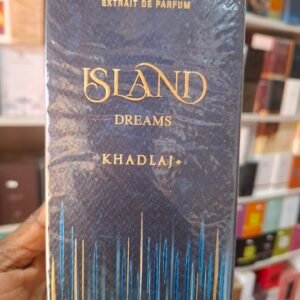 EXTRAIT DE PARFUM
ISLAND
DREAMS
KHADLAJ